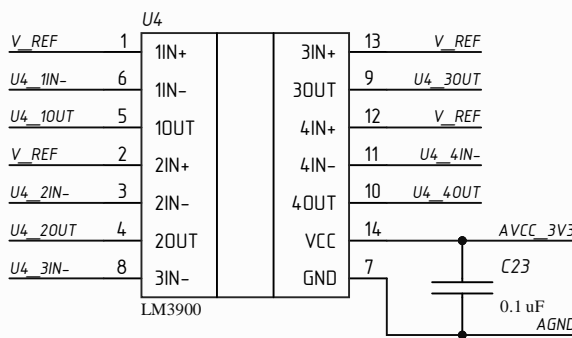 U4
V_REF 1 1IN+ 3IN+ 13 V_REF
U4_1IN- 6 1IN- 3OUT 9 U4_3OUT
U4_1OUT 5 1OUT 4IN+ 12 V_REF
V_REF 2 2IN+ 4IN- 11 U4_4IN-
U4_2IN- 3 2IN- 4OUT 10 U4_4OUT
U4_2OUT 4 2OUT VCC 14 AVCC_3V3
U4_3IN- 8 3IN- GND 7 C23
LM3900 0.1 uF
AGND